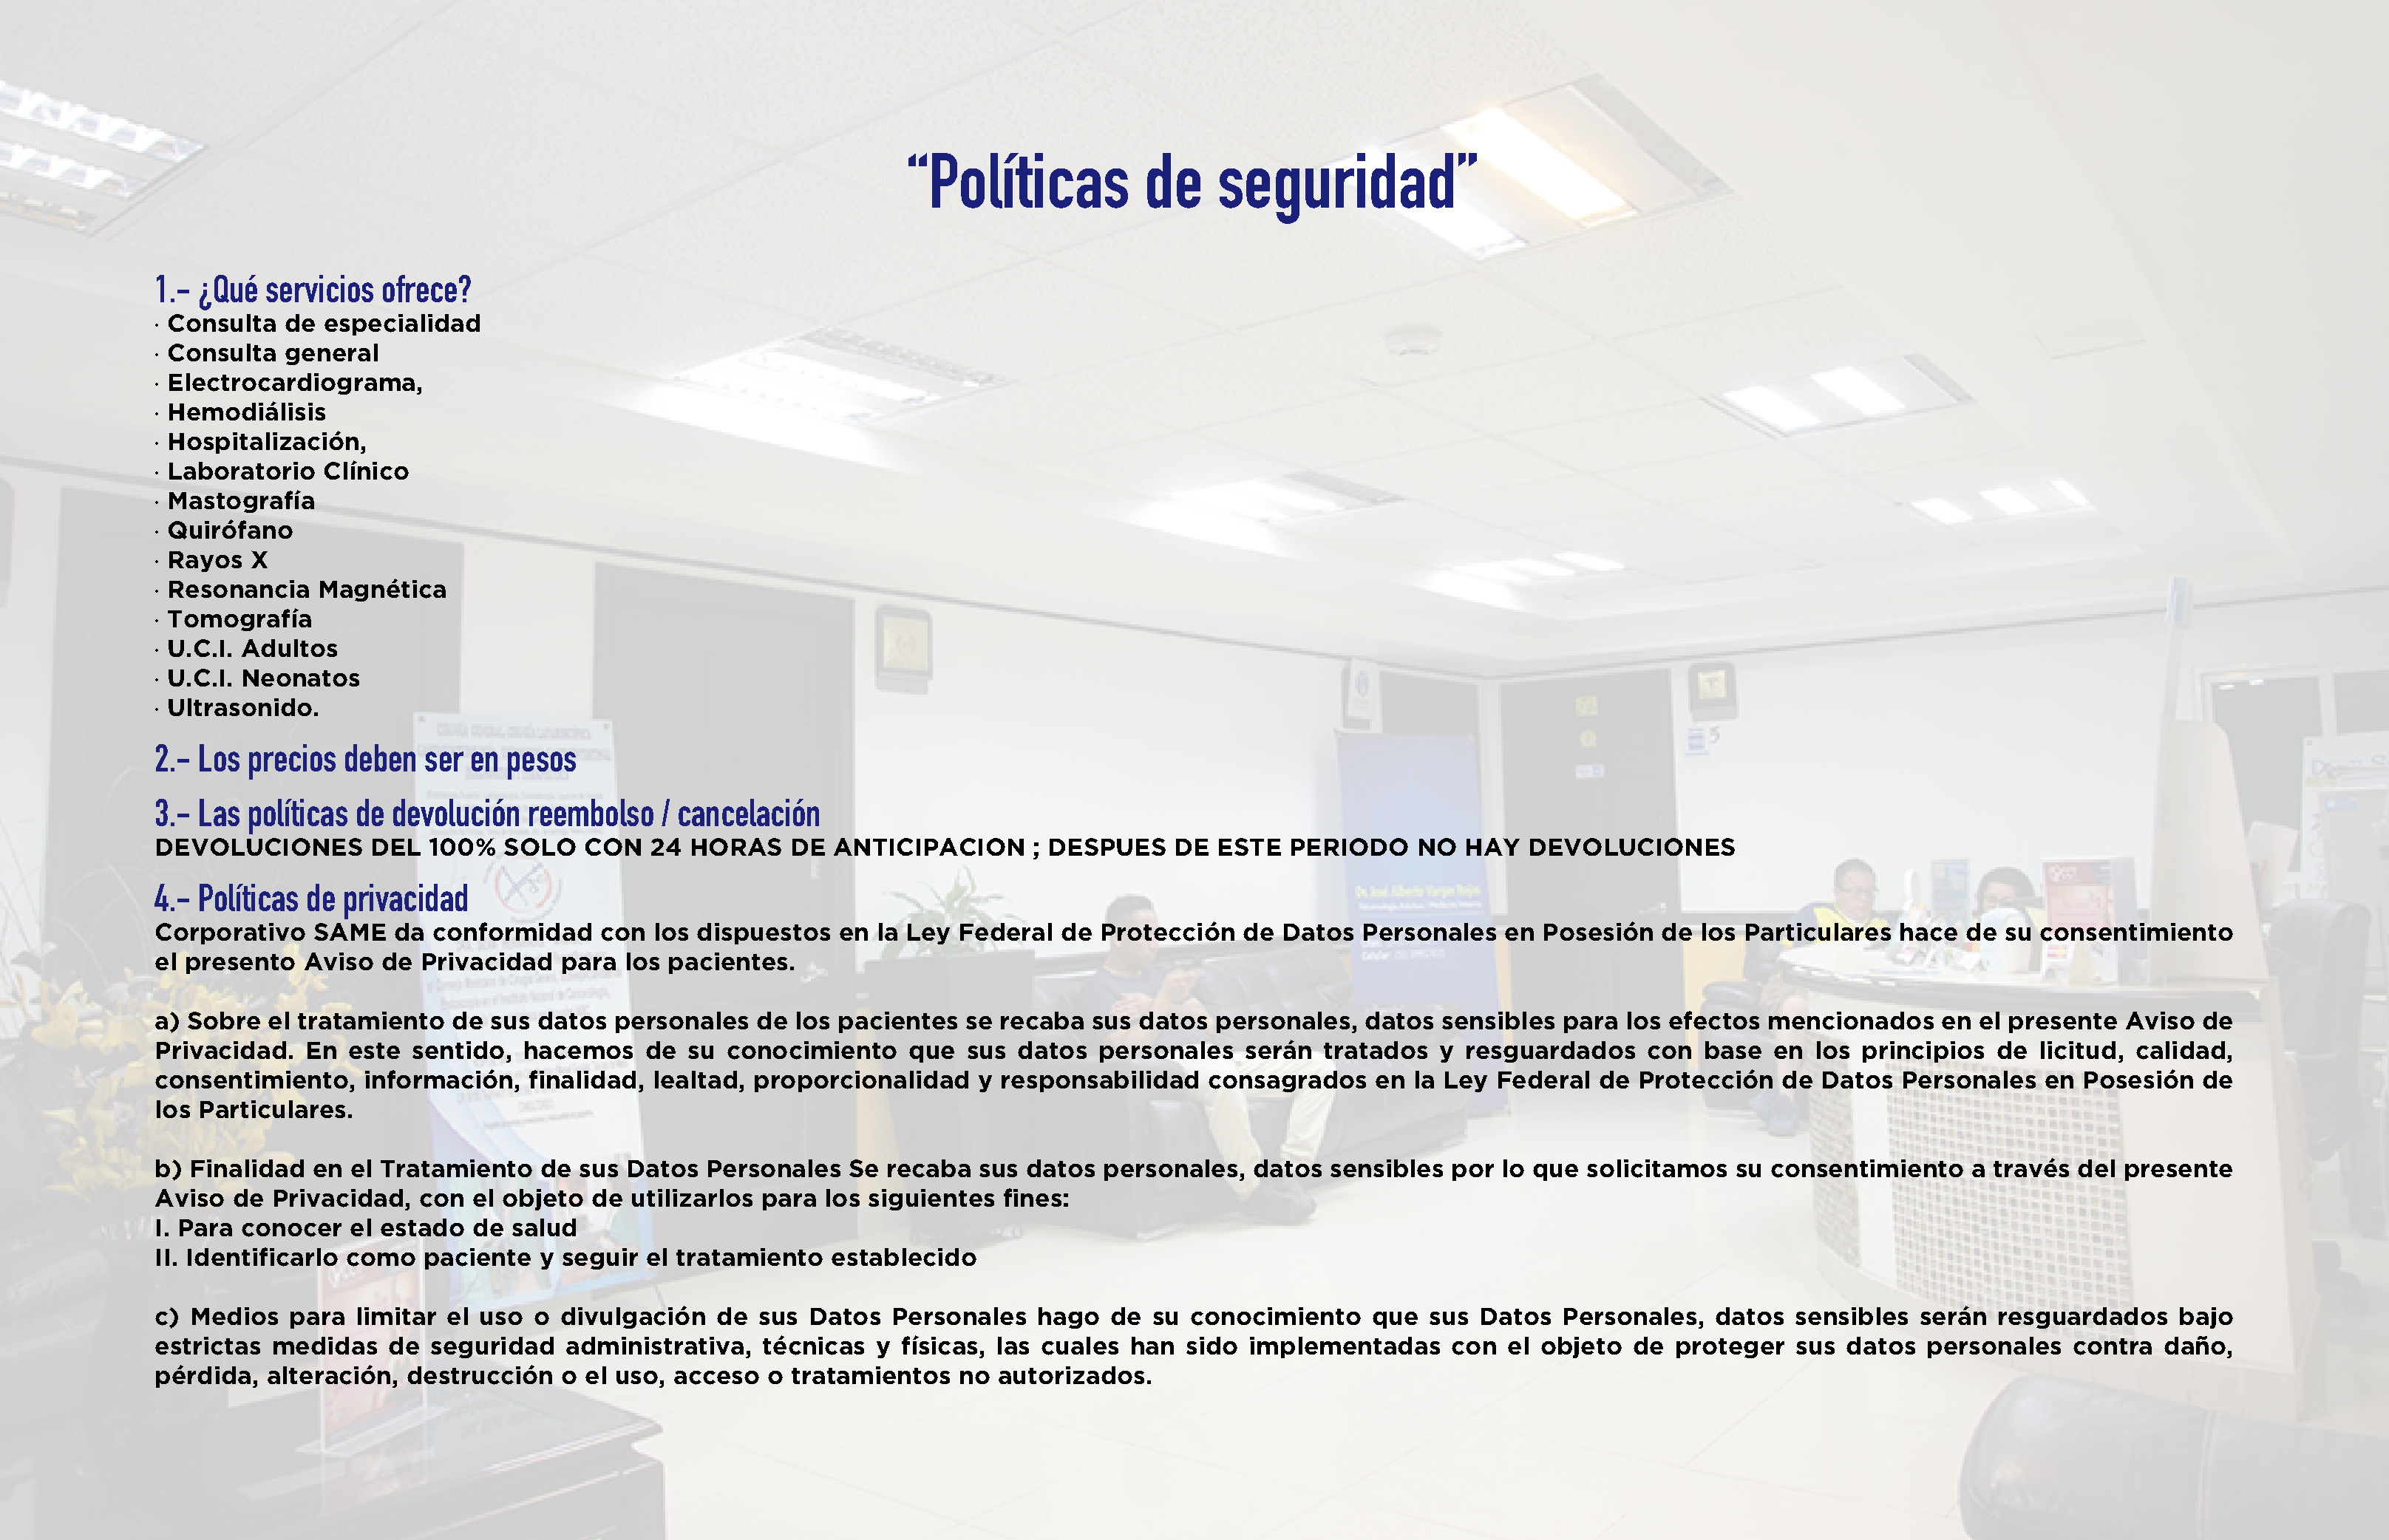 “Políticas de seguridad”
1.- ¿Qué servicios ofrece?
· Consulta de especialidad
· Consulta general
· Electrocardiograma,
· Hemodiálisis
· Hospitalización,
· Laboratorio Clínico
· Mastografía
· Quirófano
· Rayos X
· Resonancia Magnética
· Tomografía
· U.C.I. Adultos
· U.C.I. Neonatos
· Ultrasonido.
2.- Los precios deben ser en pesos
3.- Las políticas de devolución reembolso / cancelación
DEVOLUCIONES DEL 100% SOLO CON 24 HORAS DE ANTICIPACION ; DESPUES DE ESTE PERIODO NO HAY DEVOLUCIONES
4.- Políticas de privacidad
Corporativo SAME da conformidad con los dispuestos en la Ley Federal de Protección de Datos Personales en Posesión de los Particulares hace de su consentimiento
el presente Aviso de Privacidad para los pacientes.
a) Sobre el tratamiento de sus datos personales de los pacientes se recaba sus datos personales, datos sensibles para los efectos mencionados en el presente Aviso de
Privacidad. En este sentido, hacemos de su conocimiento que sus datos personales serán tratados y resguardados con base en los principios de licitud, calidad,
consentimiento, información, finalidad, lealtad, proporcionalidad y responsabilidad consagrados en la Ley Federal de Protección de Datos Personales en Posesión de
los Particulares.
b) Finalidad en el Tratamiento de sus Datos Personales Se recaba sus datos personales, datos sensibles por lo que solicitamos su consentimiento a través del presente
Aviso de Privacidad, con el objeto de utilizarlos para los siguientes fines:
I. Para conocer el estado de salud
II. Identificarlo como paciente y seguir el tratamiento establecido
c) Medios para limitar el uso o divulgación de sus Datos Personales hago de su conocimiento que sus Datos Personales, datos sensibles serán resguardados bajo
estrictas medidas de seguridad administrativa, técnicas y físicas, las cuales han sido implementadas con el objeto de proteger sus datos personales contra daño,
pérdida, alteración, destrucción o el uso, acceso o tratamientos no autorizados.